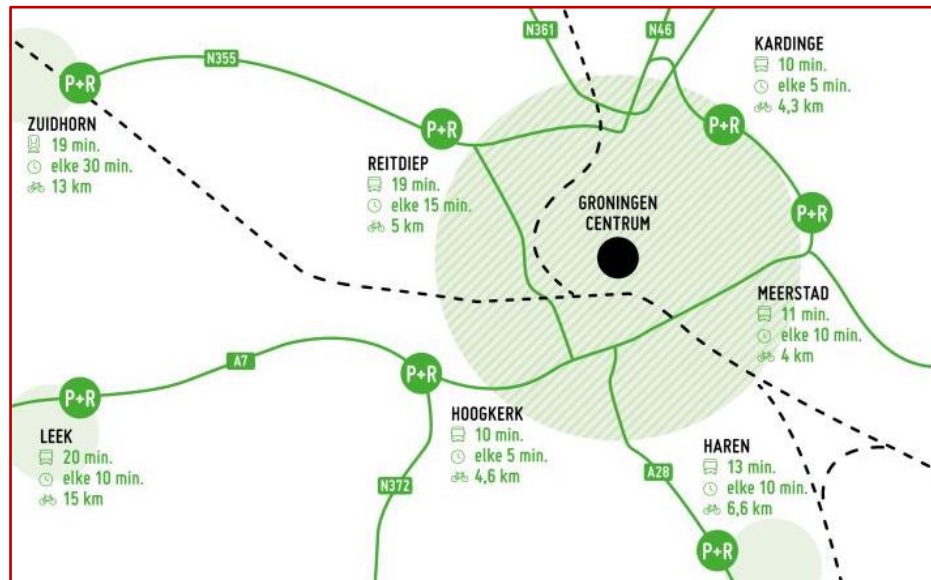 N361
N46
KARDINGE
10 min.
elke 5 min.
4,3 km
P+R
N355
P+R
P+R
ZUIDHORN
19 min.
elke 30 min.
13 km
REITDIEP
19 min.
elke 15 min.
5 km
GRONINGEN
CENTRUM
P+R
MEERSTAD
11 min.
elke 10 min.
4 km
A7
P+R
P+R
LEEK
20 min.
elke 10 min.
15 km
HOOGKERK
10 min.
elke 5 min.
4,6 km
N372
A28
HAREN
13 min.
elke 10 min.
6,6 km
P+R